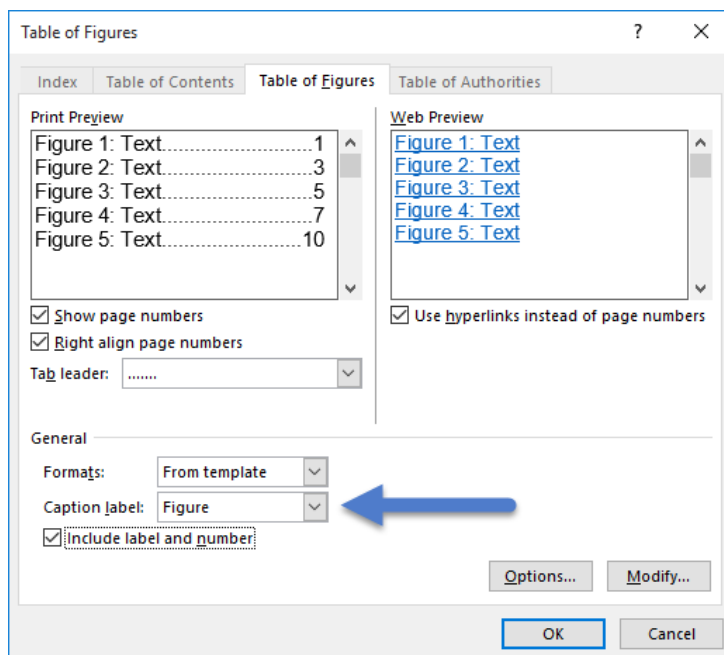 Table of Figures ?
Index Table of Contents Table of Figures Table of Authorities
Print Preview
Figure 1: Text..............................1
Figure 2: Text..............................3
Figure 3: Text..............................5
Figure 4: Text..............................7
Figure 5: Text............................10
Web Preview
Figure 1: Text
Figure 2: Text
Figure 3: Text
Figure 4: Text
Figure 5: Text
Show page numbers
Right align page numbers
Tab leader: .......
Use hyperlinks instead of page numbers
General
Formats: From template
Caption label: Figure
Include label and number
Options... Modify...
OK Cancel